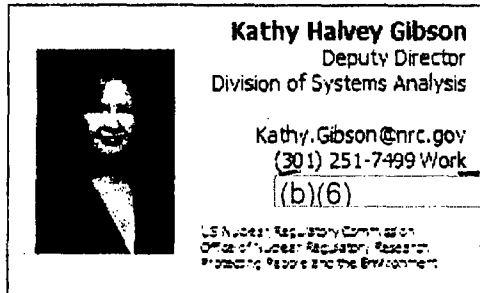 Kathy Halvey Gibson
Deputy Director
Division of Systems Analysis
Kathy.Gibson@nrc.gov
(301) 251-7499 Work
(b)(6)
US Nuclear Regulatory Commission
Office of Nuclear Regulatory Research
Protecting People and the Environment